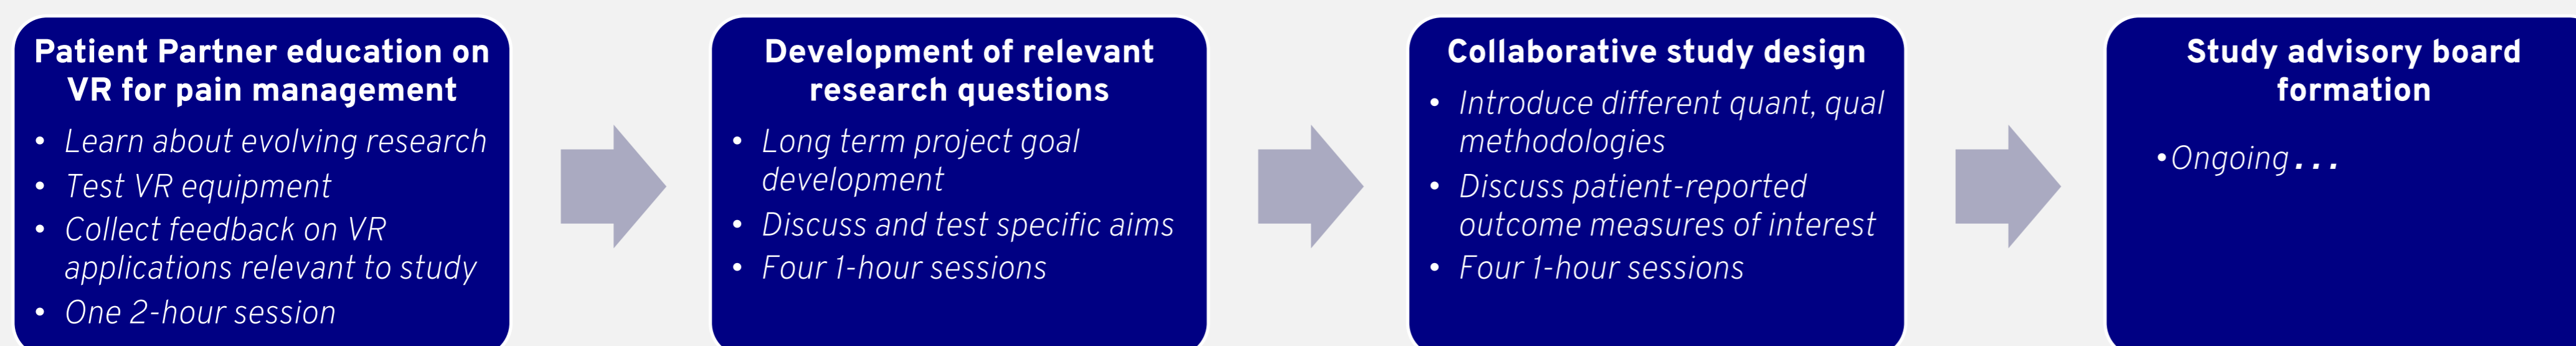 Patient Partner education on
VR for pain management
• Learn about evolving research
• Test VR equipment
• Collect feedback on VR
applications relevant to study
• One 2-hour session
Development of relevant
research questions
• Long term project goal
development
• Discuss and test specific aims
• Four 1-hour sessions
Collaborative study design
• Introduce different quant, qual
methodologies
• Discuss patient-reported
outcome measures of interest
• Four 1-hour sessions
Study advisory board
formation
• Ongoing...